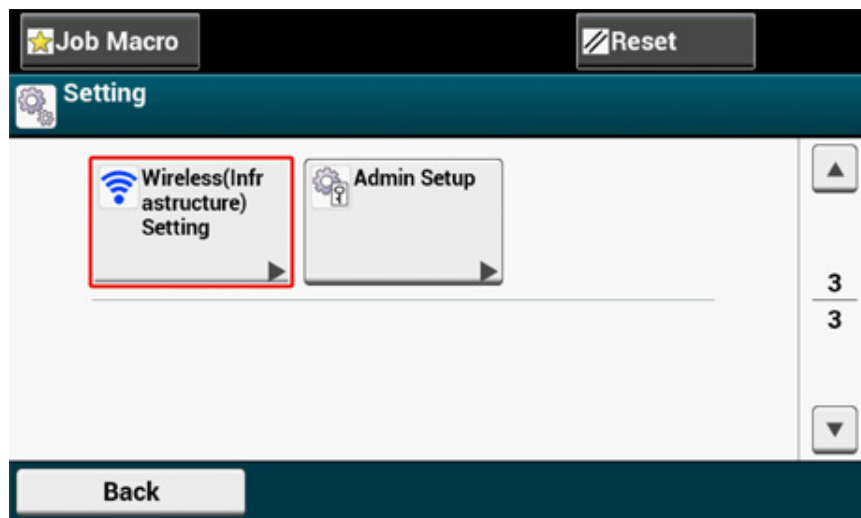 Job Macro
Reset
Setting
Wireless(Infr
astructure)
Setting
Admin Setup
3
3
Back